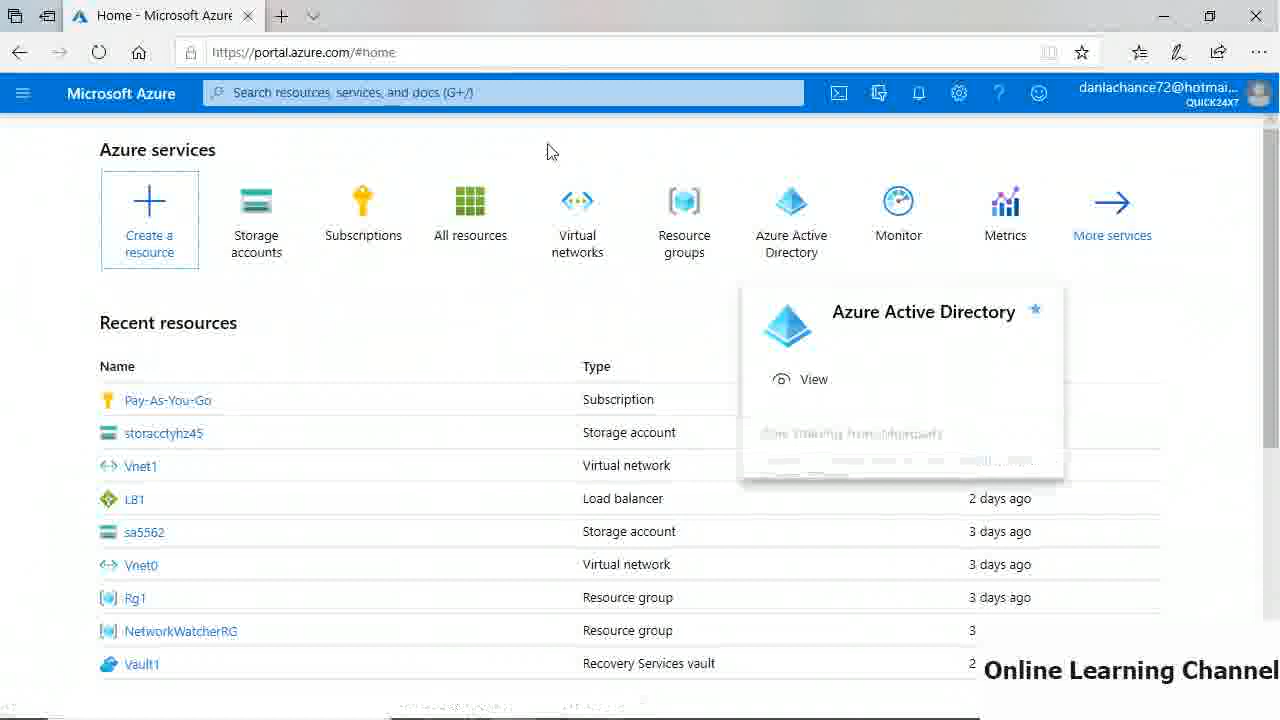 Home - Microsoft Azure
https://portal.azure.com/#home
Microsoft Azure
Search resources, services, and docs (G+/)
danlachance72@hotmai...
QUICK24X7
Azure services
Create a resource
Storage accounts
Subscriptions
All resources
Virtual networks
Resource groups
Azure Active Directory
Monitor
Metrics
More services
Azure Active Directory
View
Recent resources
Name Type
Pay-As-You-Go Subscription
storacctyhz45 Storage account
Vnet1 Virtual network
LB1 Load balancer 2 days ago
sa5562 Storage account 3 days ago
Vnet0 Virtual network 3 days ago
Rg1 Resource group 3 days ago
NetworkWatcherRG Resource group 3
Vault1 Recovery Services vault 2
Online Learning Channel